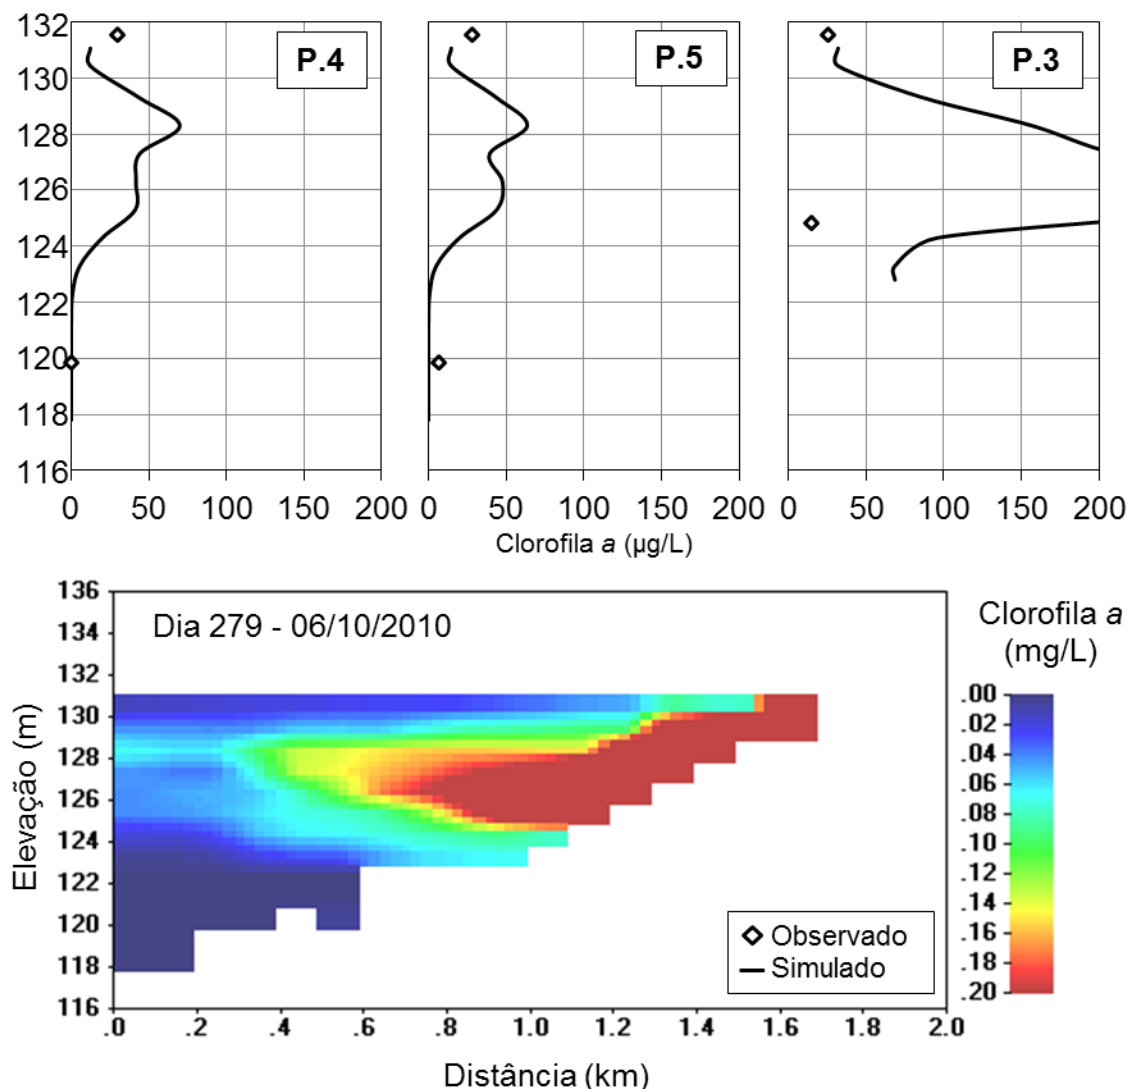 132
130
128
126
124
122
120
118
116
P.4
P.5
P.3
0 50 100 150 200
0 50 100 150 200
0 50 100 150 200
Clorofila a (µg/L)
136
134
132
130
128
126
124
122
120
118
116
Elevação (m)
Dia 279 - 06/10/2010
Observado
Simulado
.0 .2 .4 .6 .8 1.0 1.2 1.4 1.6 1.8 2.0
Distância (km)
Clorofila a
(mg/L)
.00
.02
.04
.06
.08
.10
.12
.14
.16
.18
.20